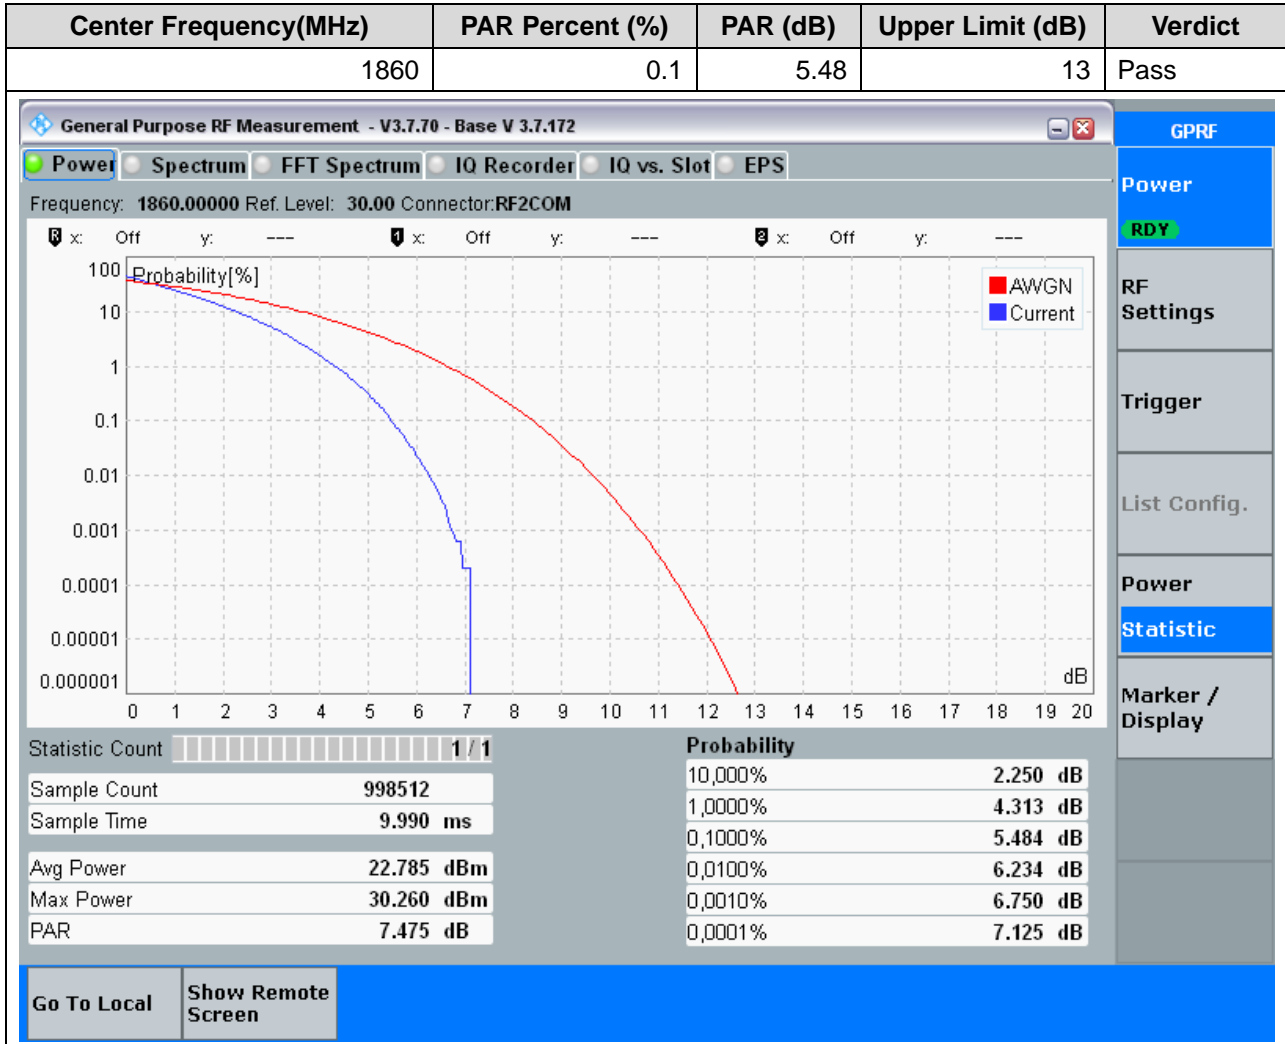 Center Frequency(MHz) PAR Percent (%) PAR (dB) Upper Limit (dB) Verdict
1860 0.1 5.48 13 Pass
General Purpose RF Measurement - V3.7.70 - Base V 3.7.172
GPRF
Power Spectrum FFT Spectrum IQ Recorder IQ vs. Slot EPS
Power
RDY
Frequency: 1860.00000 Ref. Level: 30.00 Connector:RF2COM
R x: Off y: --- 1 x: Off y: --- 2 x: Off y: ---
Probability[%]
AWGN
Current
100
10
1
0.1
0.01
0.001
0.0001
0.00001
0.000001
dB
0 1 2 3 4 5 6 7 8 9 10 11 12 13 14 15 16 17 18 19 20
RF
Settings
Trigger
List Config.
Power
Statistic
Marker /
Display
Statistic Count 1 / 1
Sample Count 998512
Sample Time 9.990 ms
Avg Power 22.785 dBm
Max Power 30.260 dBm
PAR 7.475 dB
Probability
10,000% 2.250 dB
1,0000% 4.313 dB
0,1000% 5.484 dB
0,0100% 6.234 dB
0,0010% 6.750 dB
0,0001% 7.125 dB
Go To Local
Show Remote
Screen